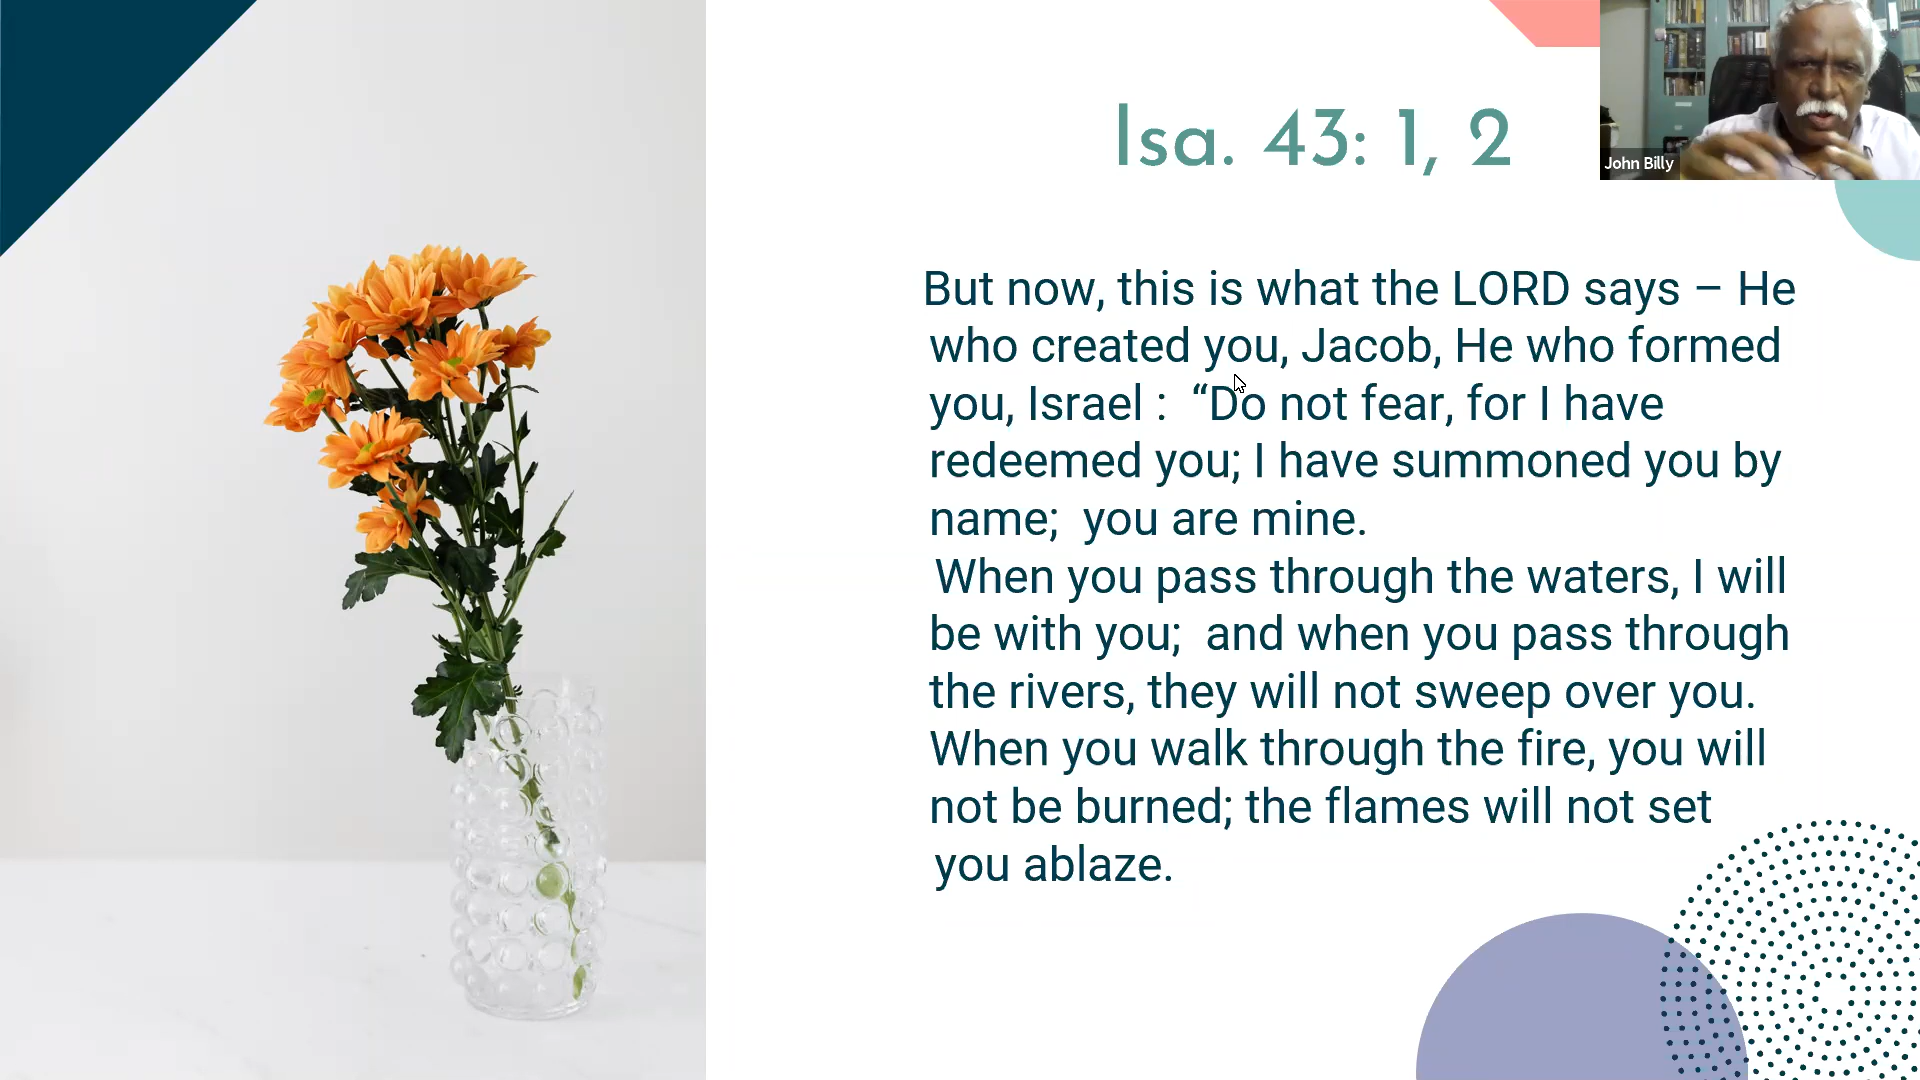 Isa. 43: 1, 2
John Billy
But now, this is what the LORD says – He
who created you, Jacob, He who formed
you, Israel :  “Do not fear, for I have
redeemed you; I have summoned you by
name;  you are mine.
When you pass through the waters, I will
be with you;  and when you pass through
the rivers, they will not sweep over you.
When you walk through the fire, you will
not be burned; the flames will not set
you ablaze.